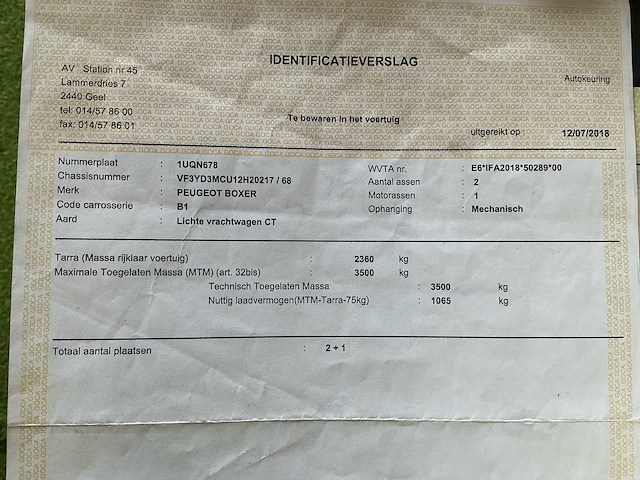 IDENTIFICATIEVERSLAG
AV Station nr 45
Lammerdries 7
2440 Geel
tel: 014/57 86 00
fax: 014/57 86 01
Autokeuring
Te bewaren in het voertuig
uitgereikt op : 12/07/2018
Nummerplaat : 1UQN678
Chassisnummer : VF3YD3MCU12H20217 / 68
Merk : PEUGEOT BOXER
Code carrosserie : B1
Aard : Lichte vrachtwagen CT
WVTA nr. : E6*IFA2018*50289*00
Aantal assen : 2
Motorassen : 1
Ophanging : Mechanisch
Tarra (Massa rijklaar voertuig) : 2360 kg
Maximale Toegelaten Massa (MTM) (art. 32bis) : 3500 kg
Technisch Toegelaten Massa : 3500 kg
Nuttig laadvermogen(MTM-Tarra-75kg) : 1065 kg
Totaal aantal plaatsen : 2 + 1